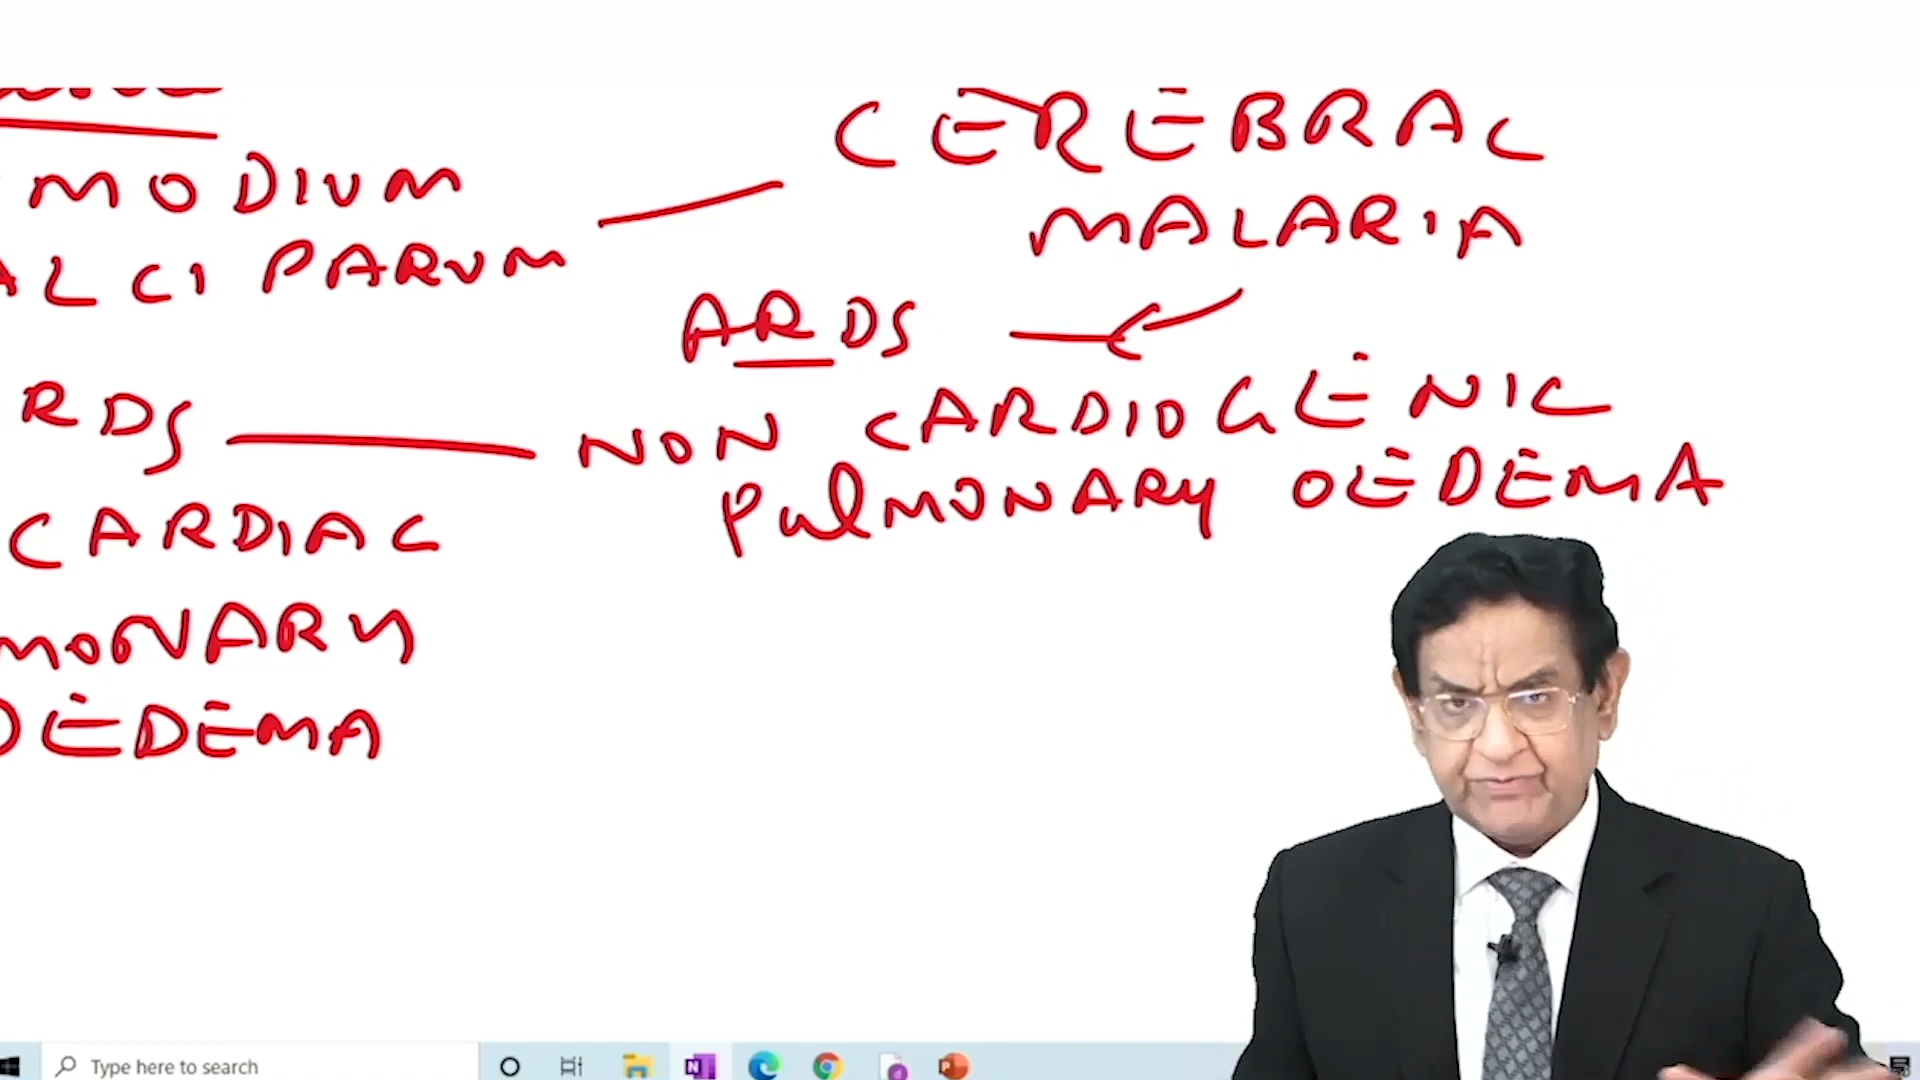 CEREBRAL
MODIUM
MALARIA
ALCIPARUM
ARDS
RDS
NON CARDIOGENIC
PULMONARY OEDEMA
CARDIAC
MONARY
OEDEMA
Type here to search